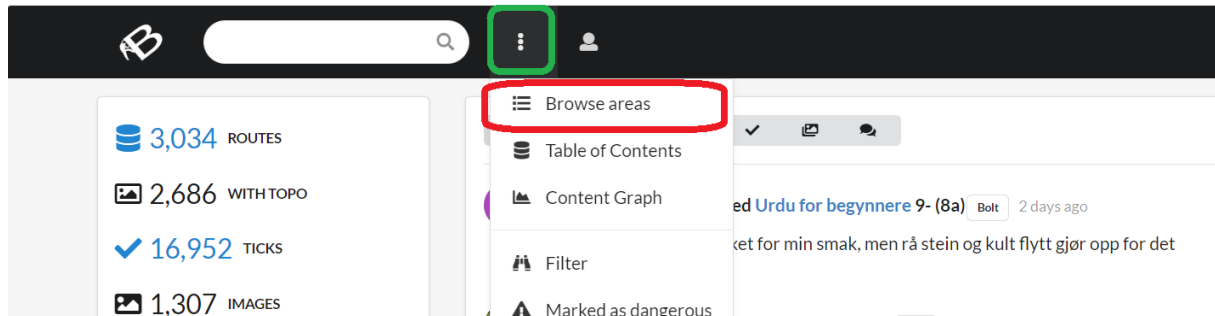 B
Browse areas
3,034 ROUTES
Table of Contents
2,686 WITH TOPO
Content Graph
ed Urdu for begynnere 9- (8a) Bolt 2 days ago
16,952 TICKS
ket for min smak, men rå stein og kult flytt gjør opp for det
Filter
1,307 IMAGES
Marked as dangerous